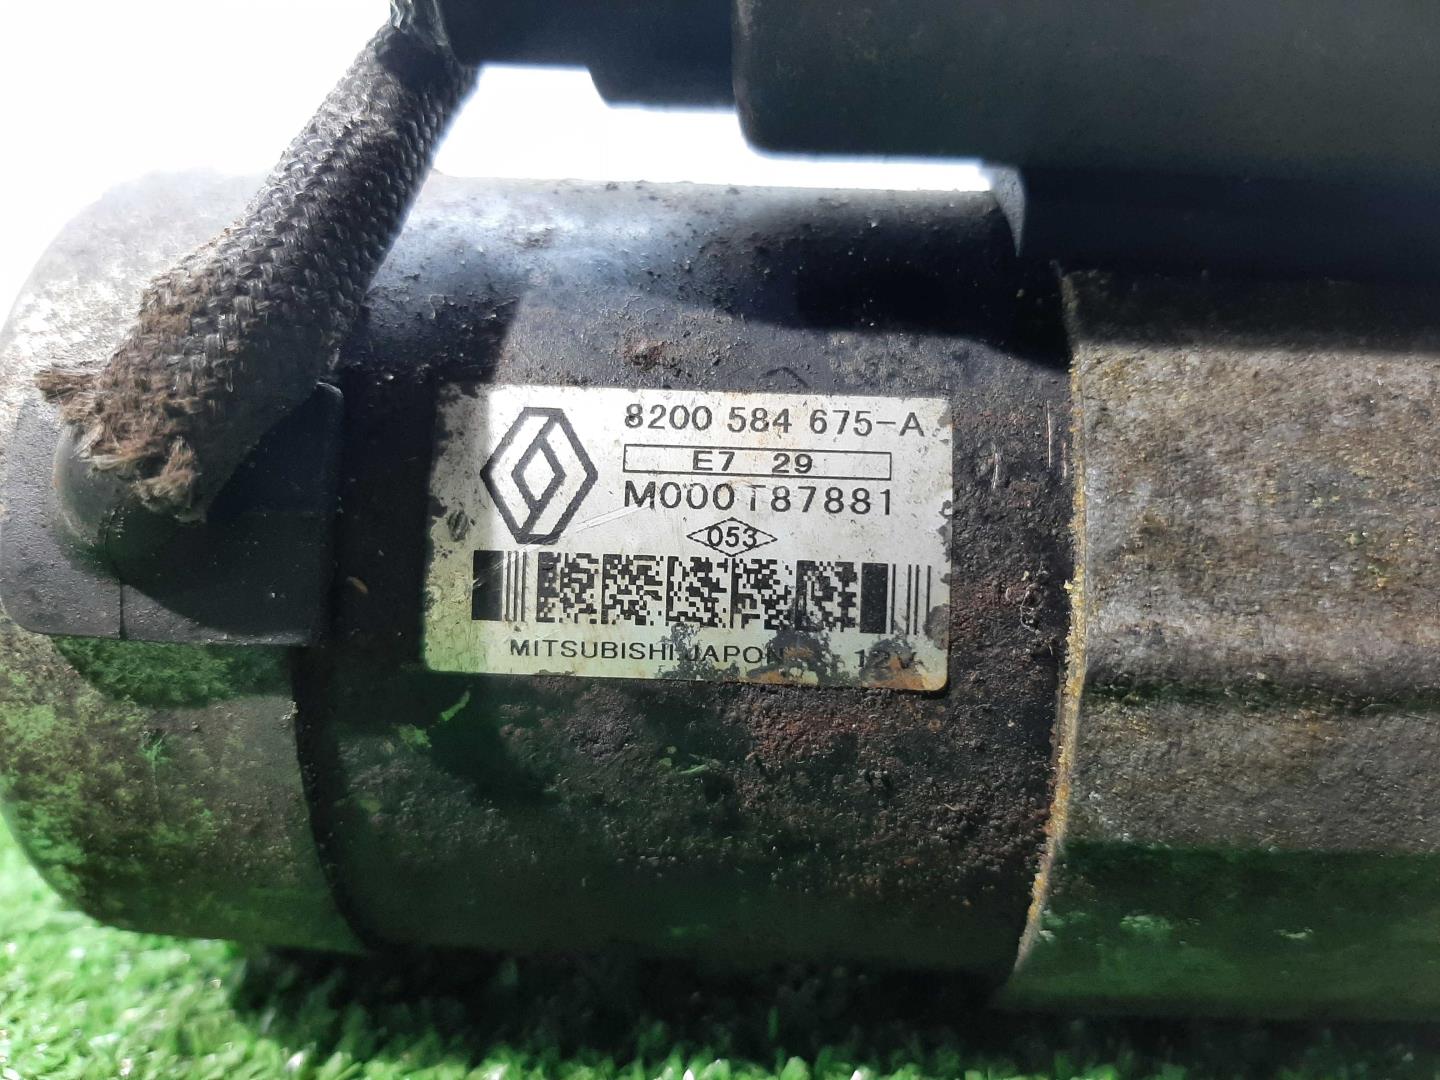 8200 584 675-A
E7 29
M000T87881
053
MITSUBISHI JAPON 12V